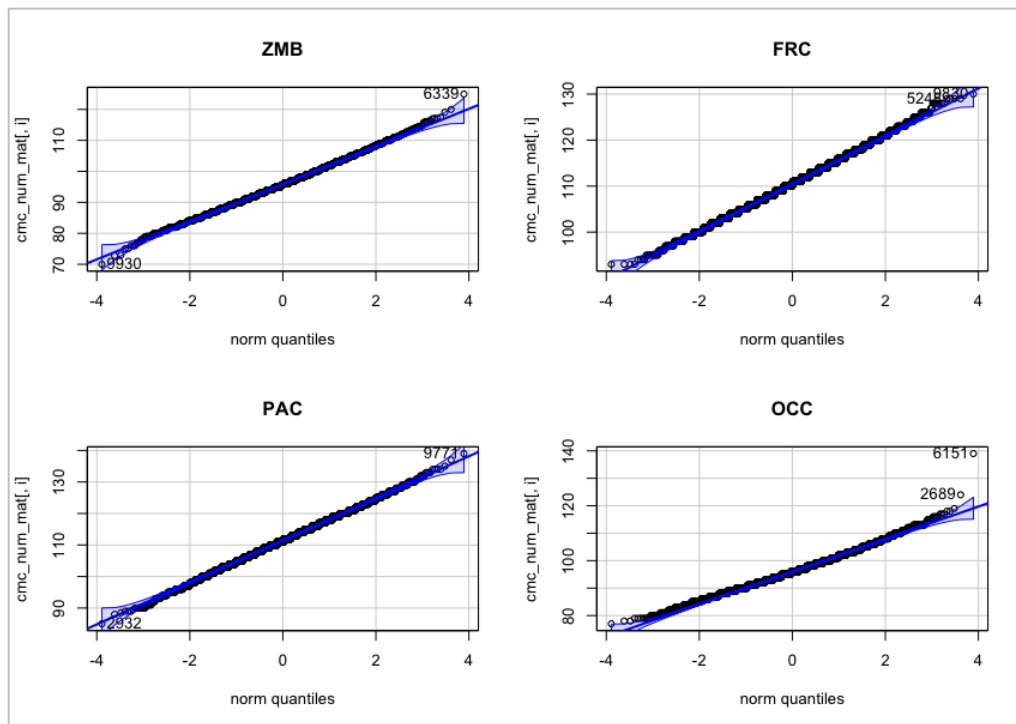 ZMB
cmc_num_mat[, i]
70 80 90 110
6339
9930
-4 -2 0 2 4
norm quantiles
FRC
cmc_num_mat[, i]
100 110 120 130
9830
-4 -2 0 2 4
norm quantiles
PAC
cmc_num_mat[, i]
90 110 130
9771
2932
-4 -2 0 2 4
norm quantiles
OCC
cmc_num_mat[, i]
80 100 120 140
6151
2689
-4 -2 0 2 4
norm quantiles